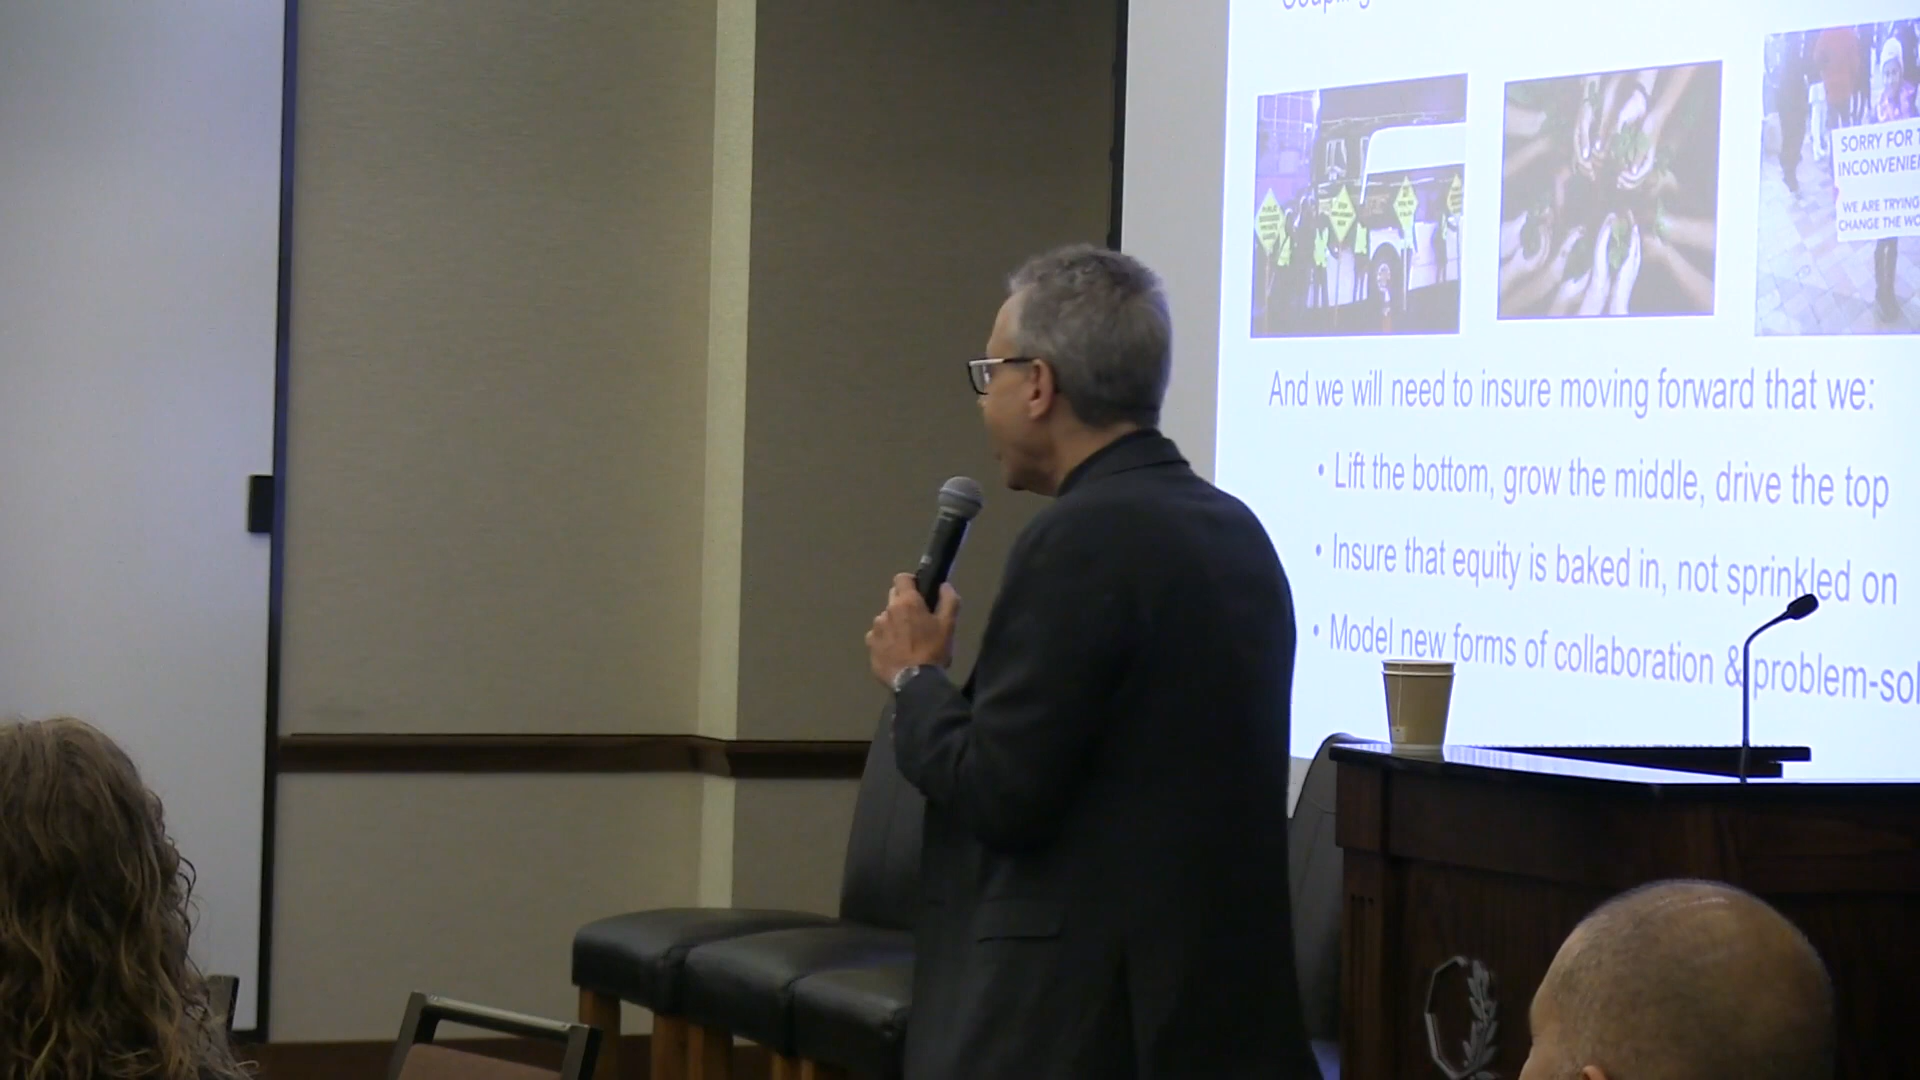 Coupling
SORRY FOR
INCONVENIE
WE ARE TRYING
CHANGE THE WO
And we will need to insure moving forward that we:
• Lift the bottom, grow the middle, drive the top
• Insure that equity is baked in, not sprinkled on
• Model new forms of collaboration & problem-sol